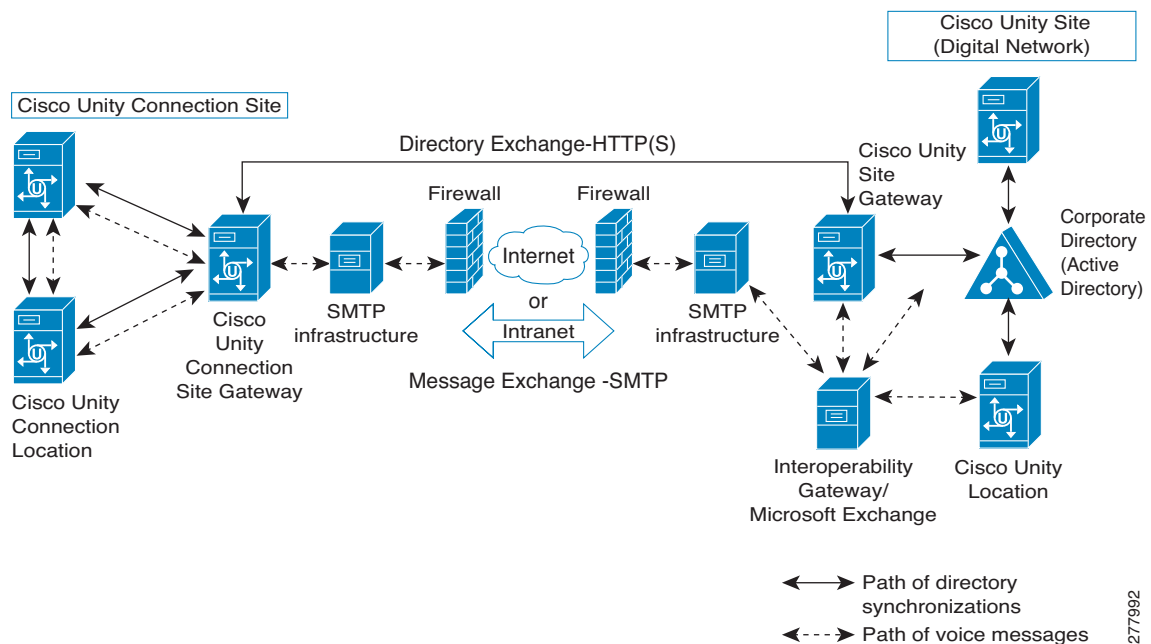 Cisco Unity Site
(Digital Network)
Cisco Unity Connection Site
Directory Exchange-HTTP(S)
Cisco Unity
Site
Gateway
Firewall
Firewall
Corporate
Directory
(Active
Directory)
U
U
U
U
U
U
Internet
or
Intranet
SMTP
infrastructure
SMTP
infrastructure
Cisco
Unity
Connection
Site Gateway
Message Exchange -SMTP
Cisco Unity
Connection
Location
Interoperability
Gateway/
Microsoft Exchange
Cisco Unity
Location
Path of directory
synchronizations
Path of voice messages
277992